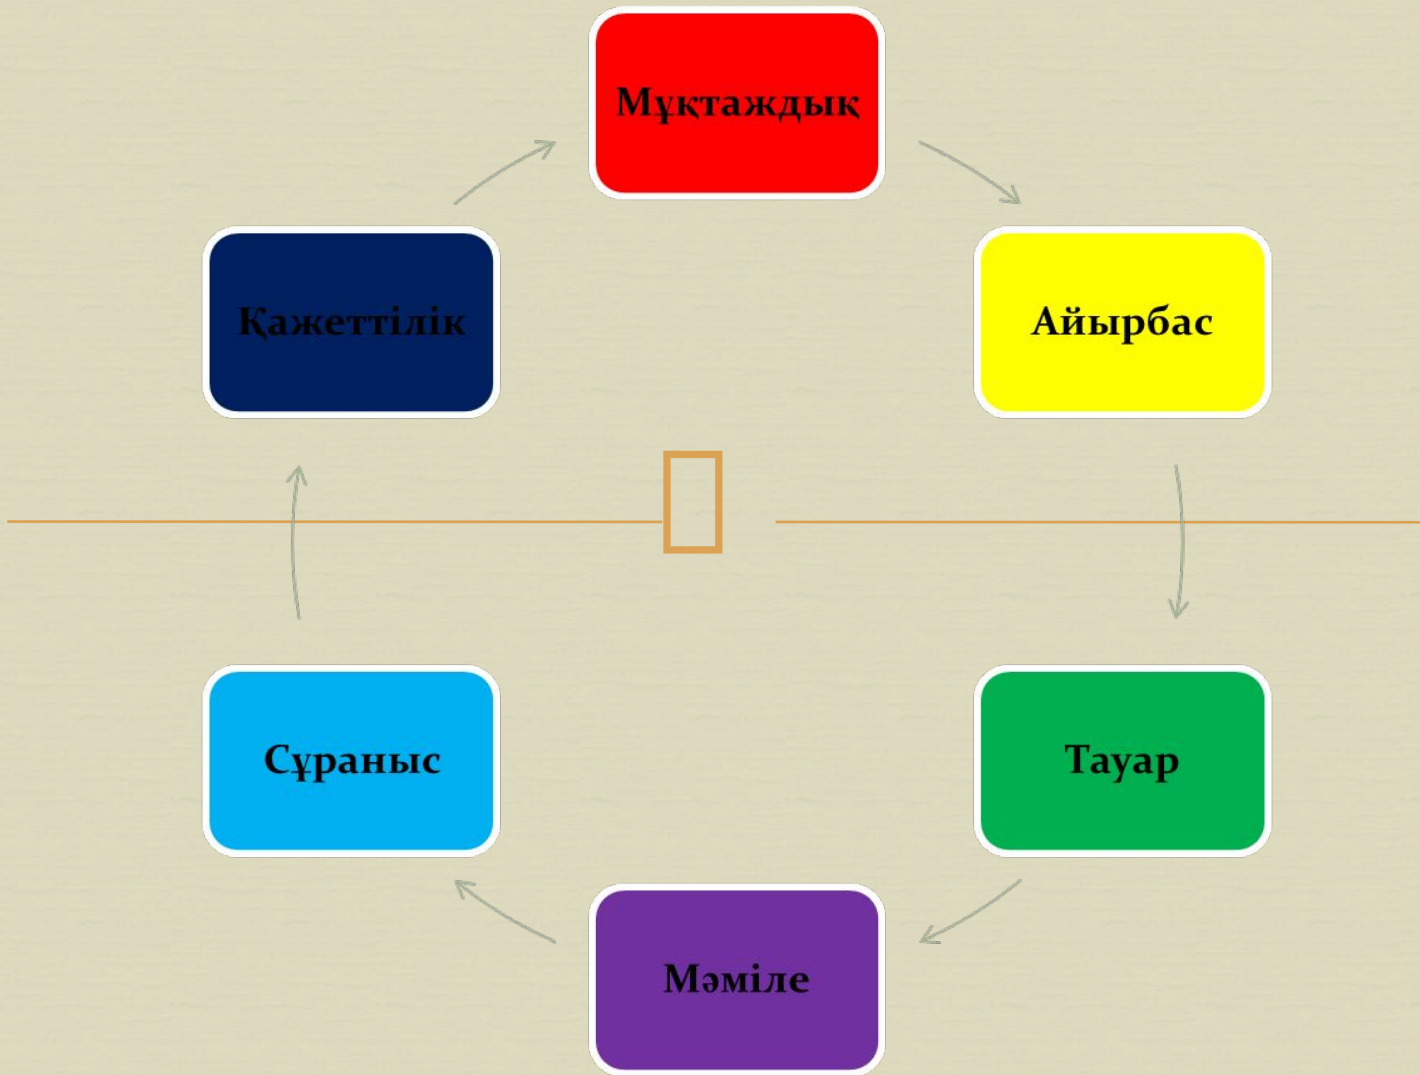 Мұқтаждық
Айырбас
Тауар
Мәміле
Сұраныс
Қажеттілік